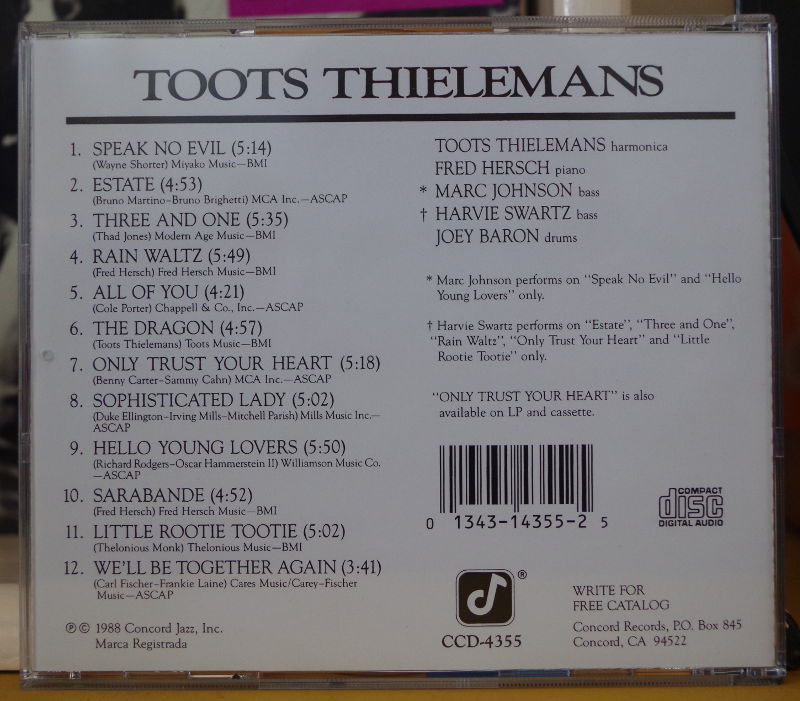 TOOTS THIELEMANS
1. SPEAK NO EVIL (5:14)
(Wayne Shorter) Miyako Music—BMI
2. ESTATE (4:53)
(Bruno Martino–Bruno Brighetti) MCA Inc.—ASCAP
3. THREE AND ONE (5:35)
(Thad Jones) Modern Age Music—BMI
4. RAIN WALTZ (5:49)
(Fred Hersch) Fred Hersch Music—BMI
5. ALL OF YOU (4:21)
(Cole Porter) Chappell & Co., Inc.—ASCAP
6. THE DRAGON (4:57)
(Toots Thielemans) Toots Music—BMI
7. ONLY TRUST YOUR HEART (5:18)
(Benny Carter–Sammy Cahn) MCA Inc.—ASCAP
8. SOPHISTICATED LADY (5:02)
(Duke Ellington–Irving Mills–Mitchell Parish) Mills Music Inc.—
ASCAP
9. HELLO YOUNG LOVERS (5:50)
(Richard Rodgers–Oscar Hammerstein II) Williamson Music Co.
—ASCAP
10. SARABANDE (4:52)
(Fred Hersch) Fred Hersch Music—BMI
11. LITTLE ROOTIE TOOTIE (5:02)
(Thelonious Monk) Thelonious Music—BMI
12. WE'LL BE TOGETHER AGAIN (3:41)
(Carl Fischer–Frankie Laine) Cares Music/Carey–Fischer
Music—ASCAP
℗ © 1988 Concord Jazz, Inc.
Marca Registrada
TOOTS THIELEMANS harmonica
FRED HERSCH piano
* MARC JOHNSON bass
† HARVIE SWARTZ bass
JOEY BARON drums
* Marc Johnson performs on "Speak No Evil" and "Hello
Young Lovers" only.
† Harvie Swartz performs on "Estate", "Three and One",
"Rain Waltz", "Only Trust Your Heart" and "Little
Rootie Tootie" only.
"ONLY TRUST YOUR HEART" is also
available on LP and cassette.
0 1343-14355-2 5
COMPACT
disc
DIGITAL AUDIO
®
CCD-4355
WRITE FOR
FREE CATALOG
Concord Records, P.O. Box 845
Concord, CA 94522